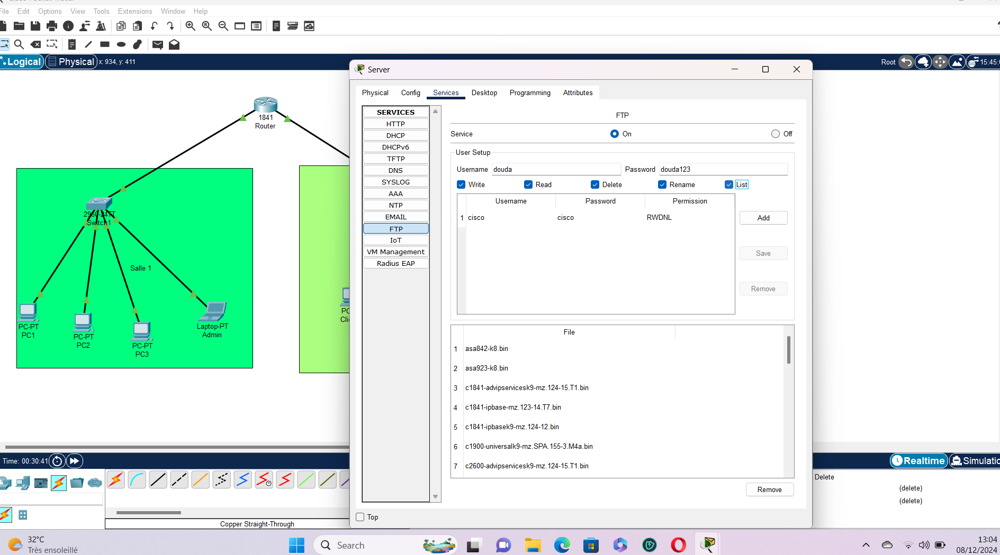 File Edit Options View Tools Extensions Window Help
Logical Physical x: 934, y: 411
Root 15:45:
1841
Router
2960-24TT
Switch1
Salle 1
PC-PT
PC1
PC-PT
PC2
PC-PT
PC3
Laptop-PT
Admin
PC
Cli
Server
Physical Config Services Desktop Programming Attributes
SERVICES
HTTP
DHCP
DHCPv6
TFTP
DNS
SYSLOG
AAA
NTP
EMAIL
FTP
IoT
VM Management
Radius EAP
FTP
Service On Off
User Setup
Username douda Password douda123
Write Read Delete Rename List
Username Password Permission
1 cisco cisco RWDNL
Add
Save
Remove
File
1 asa842-k8.bin
2 asa923-k8.bin
3 c1841-advipservicesk9-mz.124-15.T1.bin
4 c1841-ipbase-mz.123-14.T7.bin
5 c1841-ipbasek9-mz.124-12.bin
6 c1900-universalk9-mz.SPA.155-3.M4a.bin
7 c2600-advipservicesk9-mz.124-15.T1.bin
Remove
Top
Time: 00:30:41
Realtime Simulatio
Delete
(delete)
(delete)
Copper Straight-Through
32°C
Très ensoleillé
Search
13:04
08/12/2024